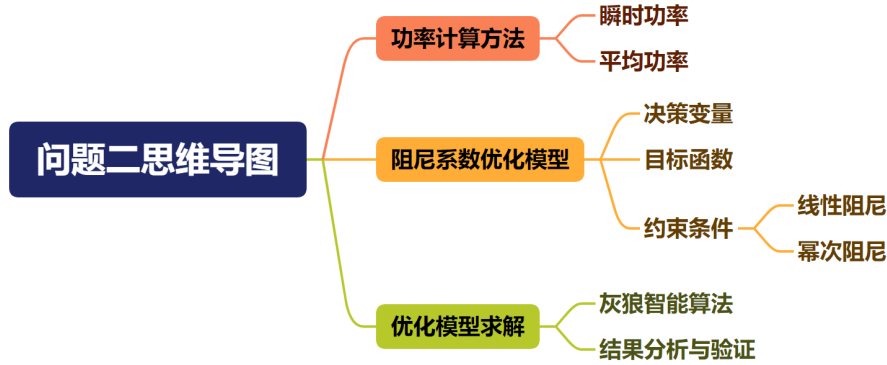 问题二思维导图
功率计算方法
瞬时功率
平均功率
阻尼系数优化模型
决策变量
目标函数
约束条件
线性阻尼
幂次阻尼
优化模型求解
灰狼智能算法
结果分析与验证